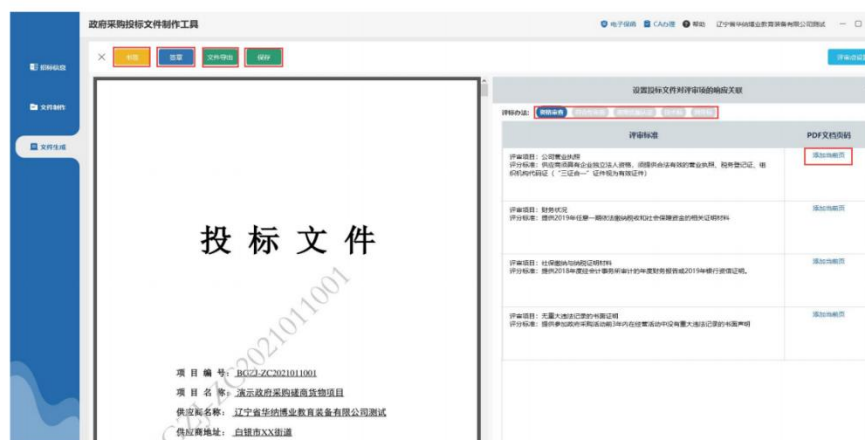 政府采购投标文件制作工具
电子保函 CA办理 帮助 辽宁省华纳博业教育装备有限公司测试
招标信息
文件制作
文件生成
签章 文件导出 保存
设置投标文件对评审项的响应关联
评标办法: 资格审查
评审标准 PDF文档页码
评审项目:公司营业执照
评分标准:供应商须具有企业独立法人资格,须提供合法有效的营业执照、税务登记证、组
织机构代码证(“三证合一”证件视为有效证件)
添加当前页
评审项目:财务状况
评分标准:提供2019年任意一期依法缴纳税收和社会保障资金的相关证明材料
添加当前页
评审项目:社保缴纳与纳税证明材料
评分标准:提供2018年度经会计事务所审计的年度财务报告或2019年银行资信证明。
添加当前页
评审项目:无重大违法记录的书面证明
评分标准:提供参加政府采购活动前3年内在经营活动中没有重大违法记录的书面声明
添加当前页
投标文件
项目编号:BGZJ-ZC2021011001
项目名称:演示政府采购磋商货物项目
供应商名称:辽宁省华纳博业教育装备有限公司测试
供应商地址:白银市XX街道